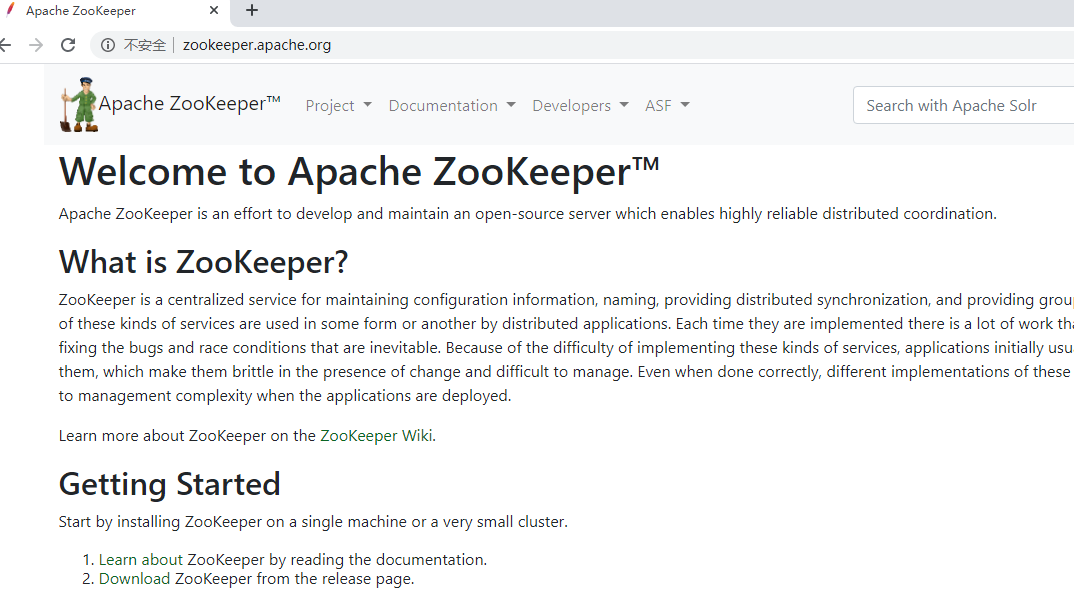 Apache ZooKeeper
不安全 zookeeper.apache.org
Apache ZooKeeper™ Project Documentation Developers ASF Search with Apache Solr
Welcome to Apache ZooKeeper™
Apache ZooKeeper is an effort to develop and maintain an open-source server which enables highly reliable distributed coordination.
What is ZooKeeper?
ZooKeeper is a centralized service for maintaining configuration information, naming, providing distributed synchronization, and providing grou
of these kinds of services are used in some form or another by distributed applications. Each time they are implemented there is a lot of work tha
fixing the bugs and race conditions that are inevitable. Because of the difficulty of implementing these kinds of services, applications initially usu
them, which make them brittle in the presence of change and difficult to manage. Even when done correctly, different implementations of these
to management complexity when the applications are deployed.
Learn more about ZooKeeper on the ZooKeeper Wiki.
Getting Started
Start by installing ZooKeeper on a single machine or a very small cluster.
1. Learn about ZooKeeper by reading the documentation.
2. Download ZooKeeper from the release page.